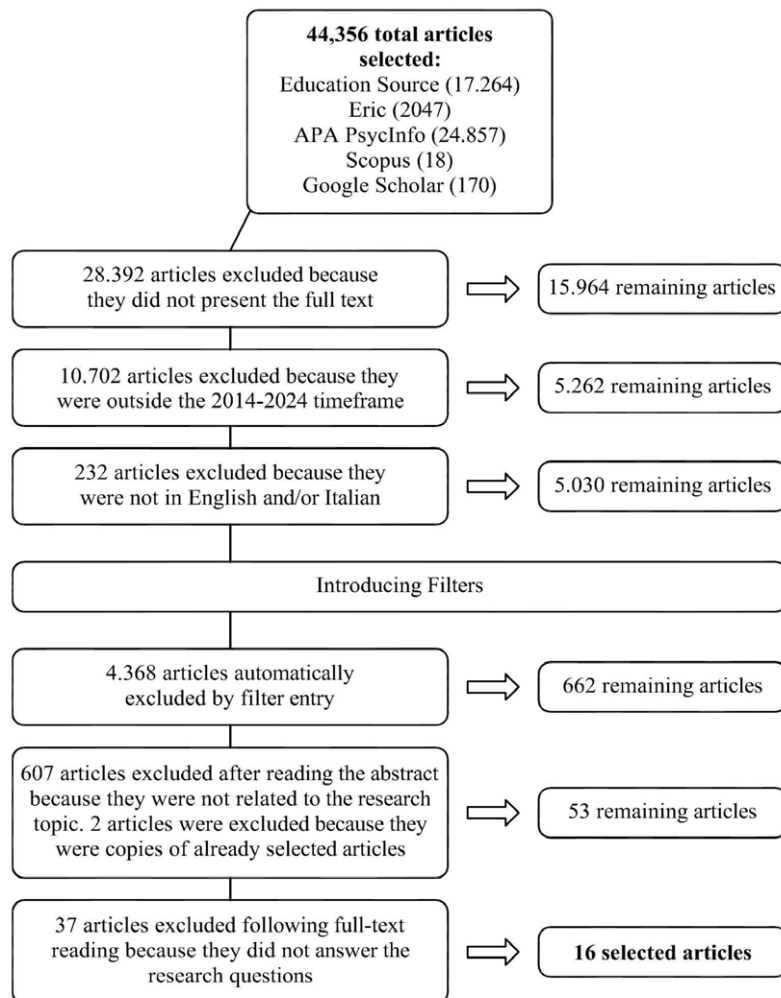 44,356 total articles
selected:
Education Source (17.264)
Eric (2047)
APA PsycInfo (24.857)
Scopus (18)
Google Scholar (170)
28.392 articles excluded because
they did not present the full text
15.964 remaining articles
10.702 articles excluded because they
were outside the 2014-2024 timeframe
5.262 remaining articles
232 articles excluded because they
were not in English and/or Italian
5.030 remaining articles
Introducing Filters
4.368 articles automatically
excluded by filter entry
662 remaining articles
607 articles excluded after reading the abstract
because they were not related to the research
topic. 2 articles were excluded because they
were copies of already selected articles
53 remaining articles
37 articles excluded following full-text
reading because they did not answer the
research questions
16 selected articles